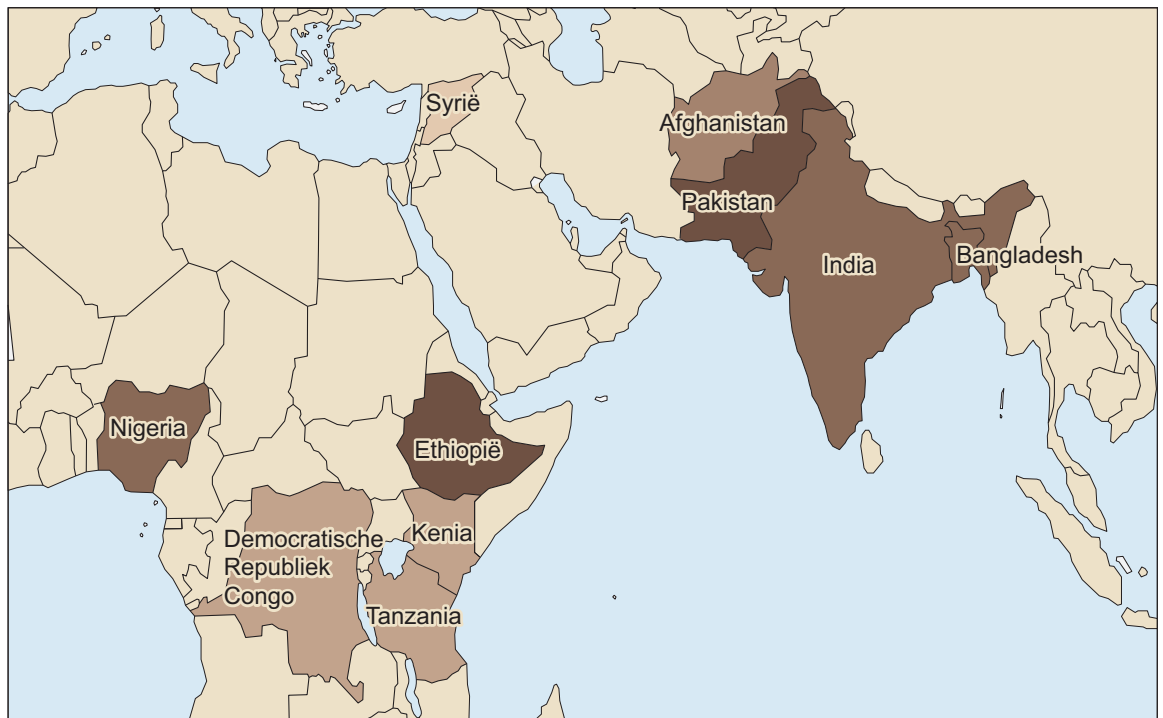 Syrië
Afghanistan
Pakistan
India
Bangladesh
Nigeria
Ethiopië
Democratische
Republiek
Congo
Kenia
Tanzania